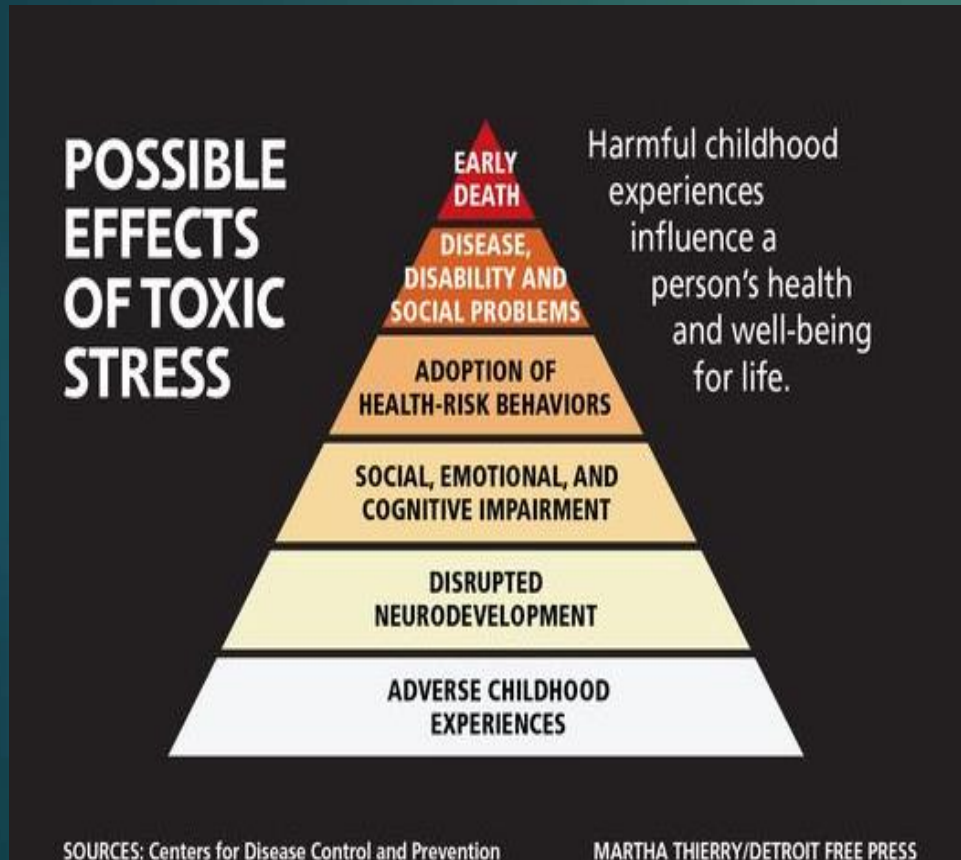 POSSIBLE
EFFECTS
OF TOXIC
STRESS
EARLY
DEATH
DISEASE,
DISABILITY AND
SOCIAL PROBLEMS
ADOPTION OF
HEALTH-RISK BEHAVIORS
SOCIAL, EMOTIONAL, AND
COGNITIVE IMPAIRMENT
DISRUPTED
NEURODEVELOPMENT
ADVERSE CHILDHOOD
EXPERIENCES
Harmful childhood
experiences
influence a
person's health
and well-being
for life.
SOURCES: Centers for Disease Control and Prevention
MARTHA THIERRY/DETROIT FREE PRESS